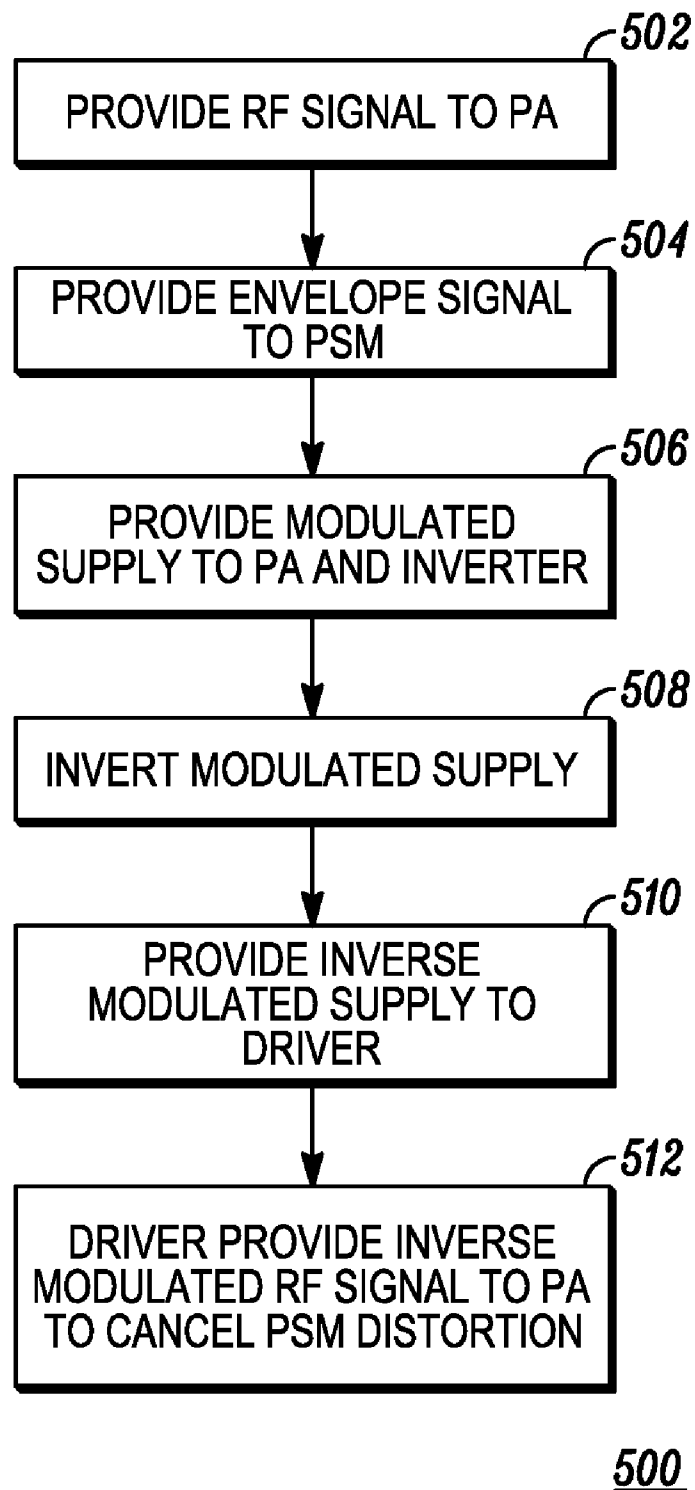 502
PROVIDE RF SIGNAL TO PA
504
PROVIDE ENVELOPE SIGNAL
TO PSM
506
PROVIDE MODULATED
SUPPLY TO PA AND INVERTER
508
INVERT MODULATED SUPPLY
510
PROVIDE INVERSE
MODULATED SUPPLY TO
DRIVER
512
DRIVER PROVIDE INVERSE
MODULATED RF SIGNAL TO PA
TO CANCEL PSM DISTORTION
500